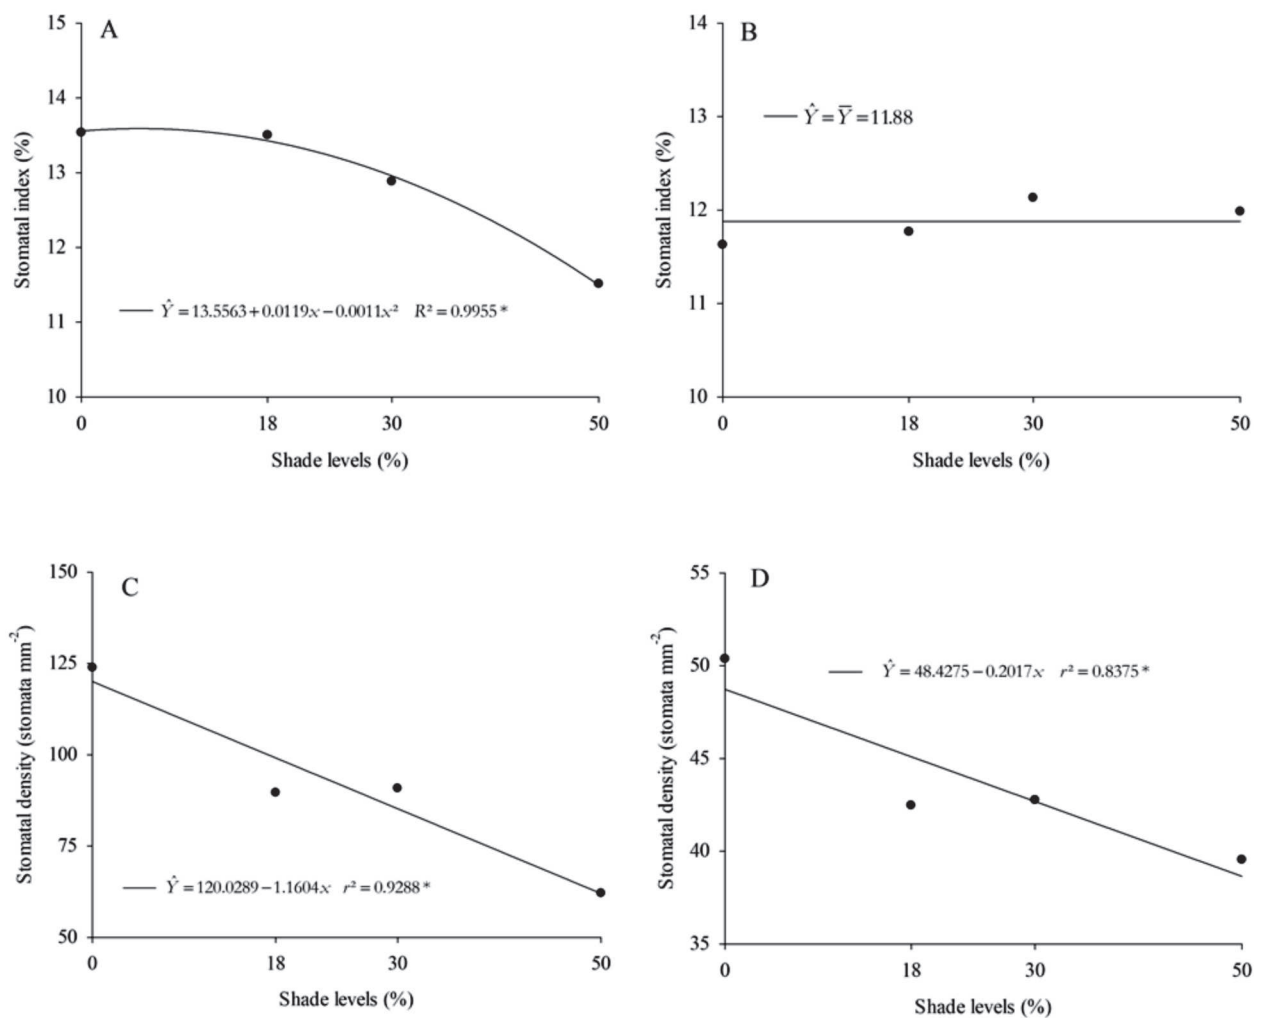 A
Stomatal index (%)
15
14
13
12
11
10
Ŷ = 13.5563 + 0.0119x − 0.0011x² R² = 0.9955 *
0 18 30 50
Shade levels (%)
B
Stomatal index (%)
14
13
12
11
10
Ŷ = Y̅ = 11.88
0 18 30 50
Shade levels (%)
C
Stomatal density (stomata mm⁻²)
150
125
100
75
50
Ŷ = 120.0289 − 1.1604x r² = 0.9288 *
0 18 30 50
Shade levels (%)
D
Stomatal density (stomata mm⁻²)
55
50
45
40
35
Ŷ = 48.4275 − 0.2017x r² = 0.8375 *
0 18 30 50
Shade levels (%)